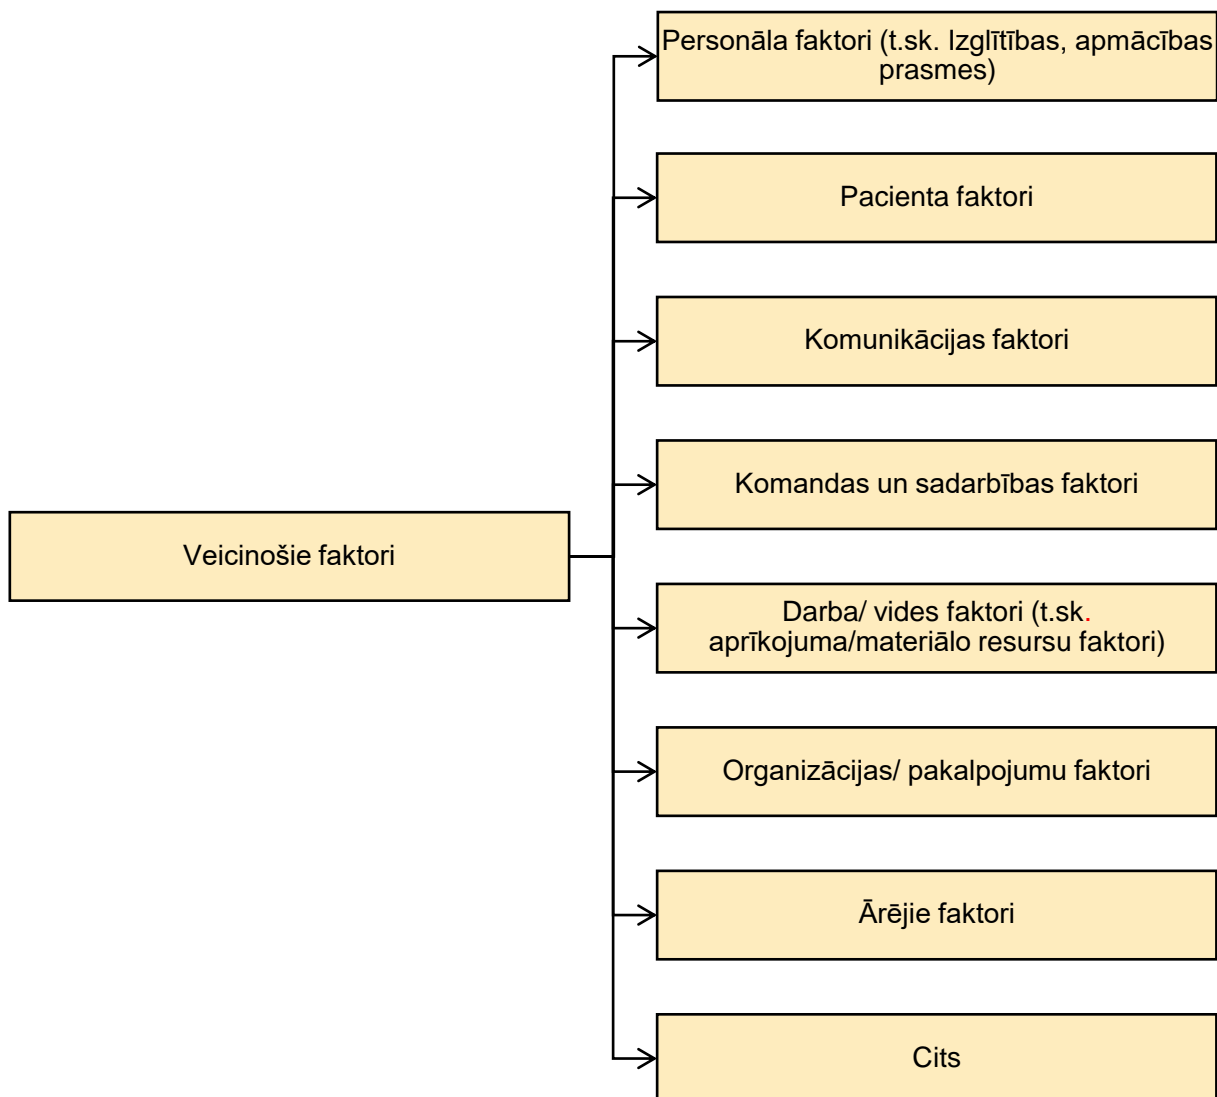 Personāla faktori (t.sk. Izglītības, apmācības
prasmes)
Pacienta faktori
Komunikācijas faktori
Komandas un sadarbības faktori
Veicinošie faktori
Darba/ vides faktori (t.sk.
aprīkojuma/materiālo resursu faktori)
Organizācijas/ pakalpojumu faktori
Ārējie faktori
Cits